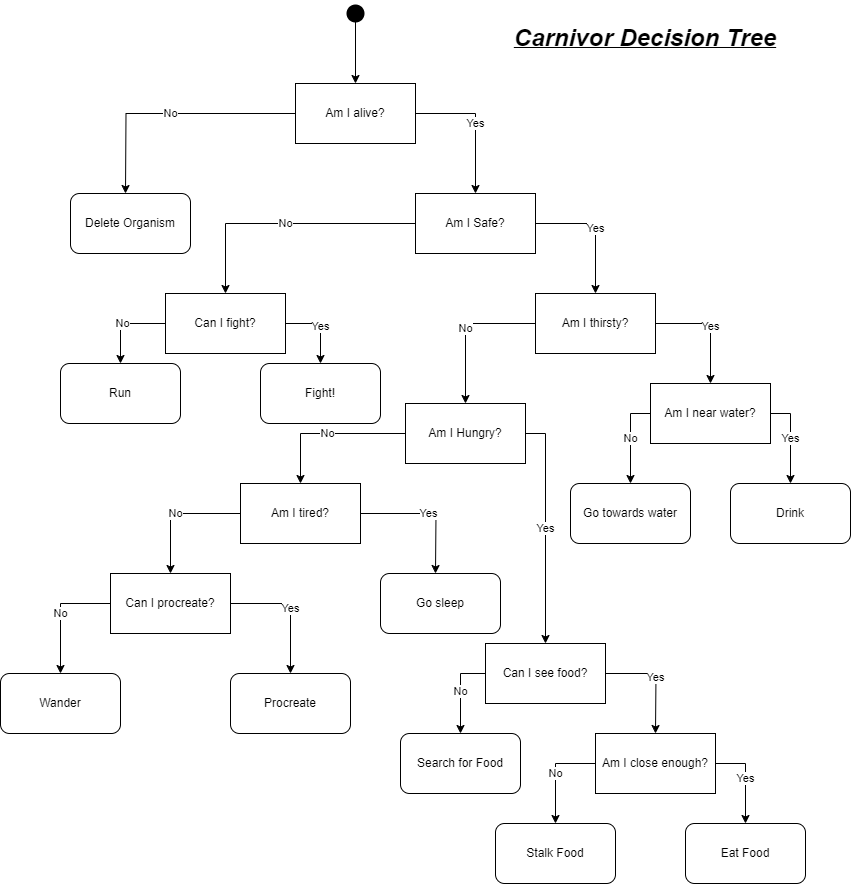 Carnivor Decision Tree
Am I alive?
No
Yes
Delete Organism
Am I Safe?
No
Yes
Can I fight?
Am I thirsty?
No
Yes
No
Yes
Run
Fight!
Am I Hungry?
Am I near water?
No
Yes
No
Yes
Am I tired?
Go towards water
Drink
No
Yes
Can I procreate?
Go sleep
No
Yes
Can I see food?
Wander
Procreate
No
Yes
Search for Food
Am I close enough?
No
Yes
Stalk Food
Eat Food